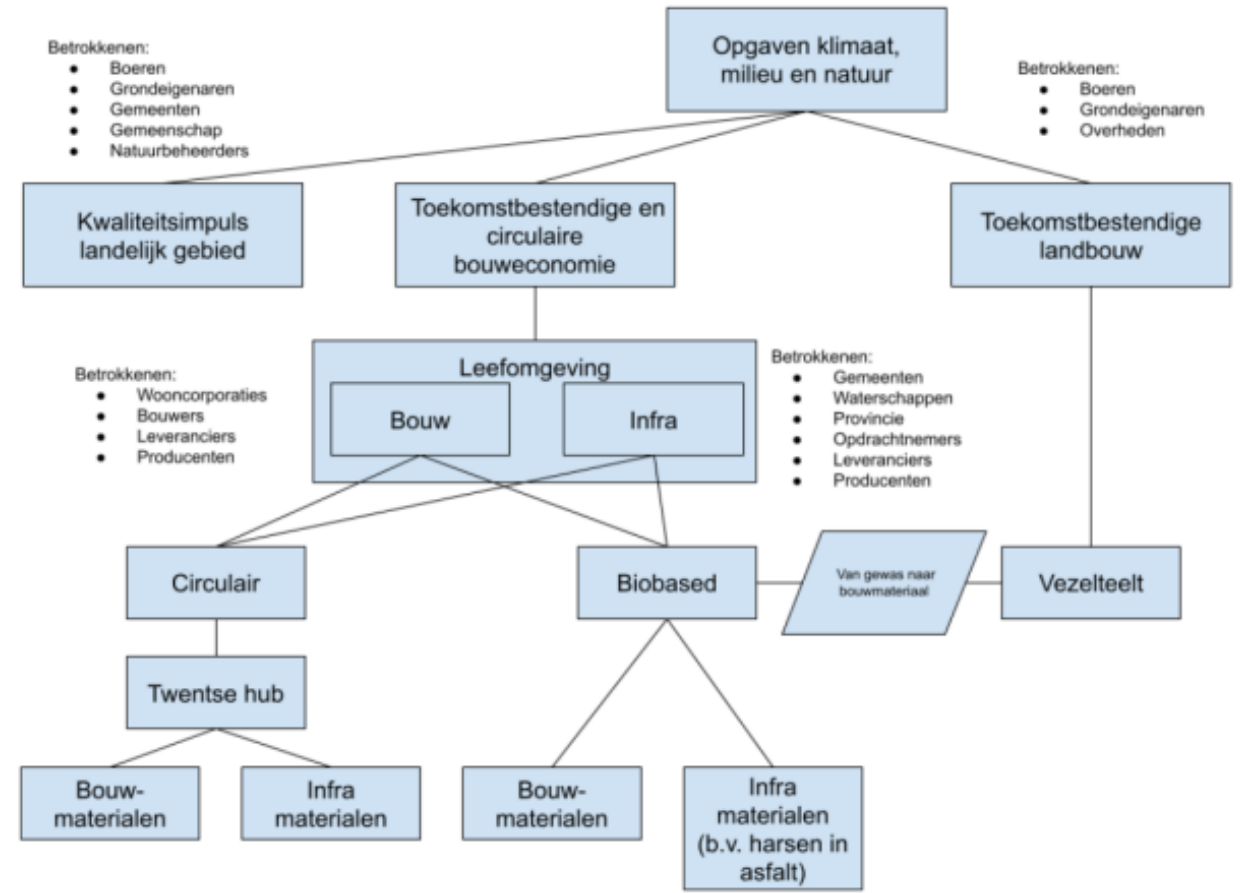 Opgaven klimaat,
milieu en natuur
Betrokkenen:
● Boeren
● Grondeigenaren
● Gemeenten
● Gemeenschap
● Natuurbeheerders
Betrokkenen:
● Boeren
● Grondeigenaren
● Overheden
Kwaliteitsimpuls
landelijk gebied
Toekomstbestendige en
circulaire
bouweconomie
Toekomstbestendige
landbouw
Leefomgeving
Bouw
Infra
Betrokkenen:
● Wooncorporaties
● Bouwers
● Leveranciers
● Producenten
Betrokkenen:
● Gemeenten
● Waterschappen
● Provincie
● Opdrachtnemers
● Leveranciers
● Producenten
Circulair
Biobased
Van gewas naar
bouwmateriaal
Vezelteelt
Twentse hub
Bouw-
materialen
Infra
materialen
Bouw-
materialen
Infra
materialen
(b.v. harsen in
asfalt)